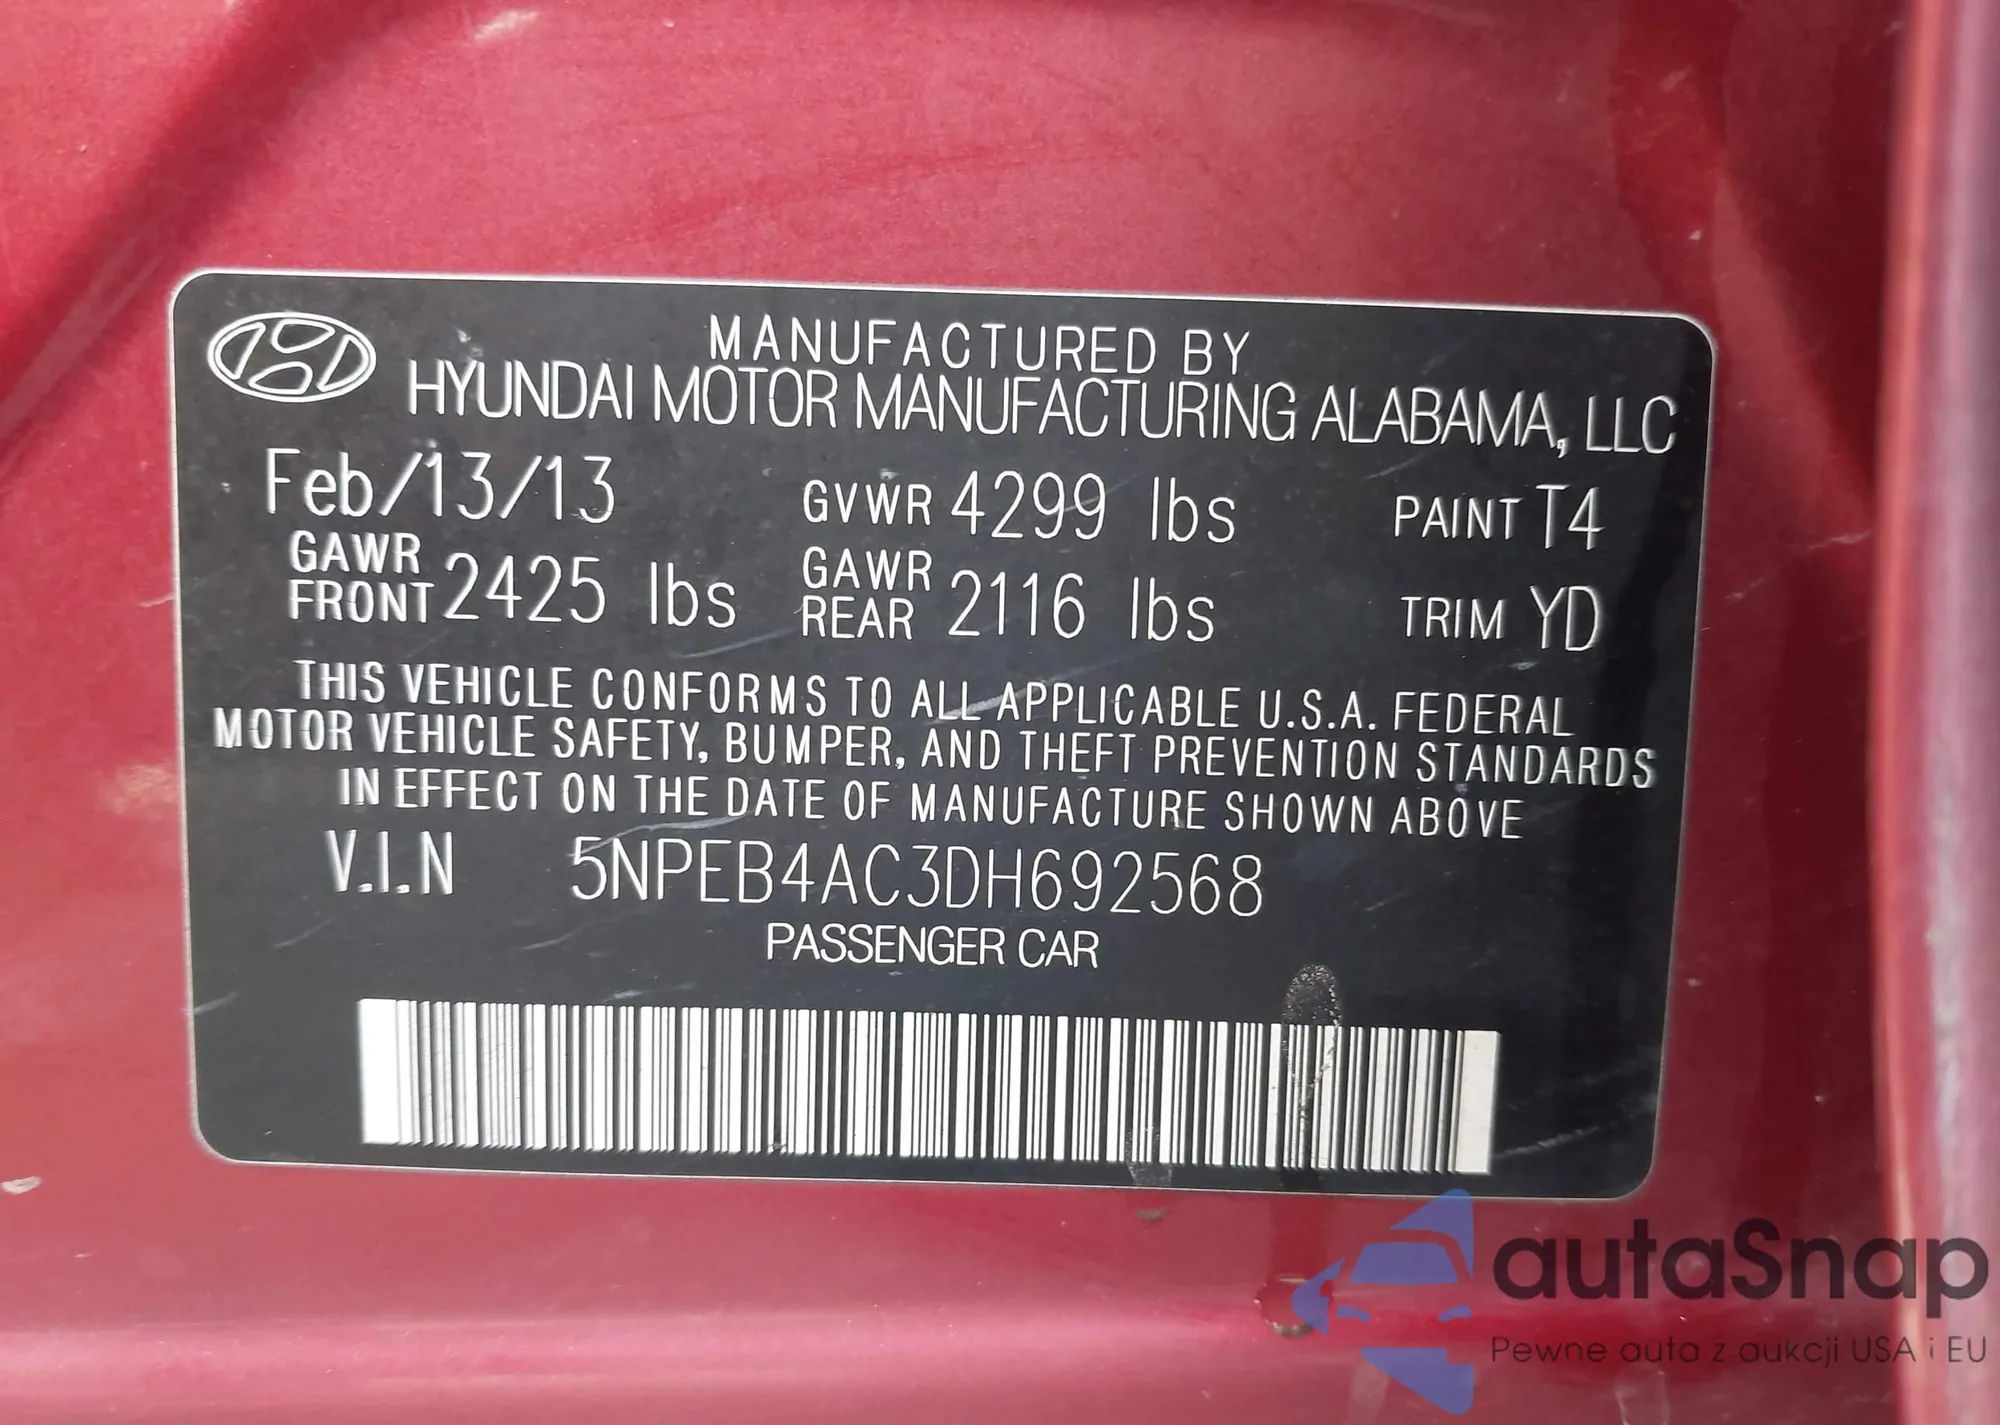 MANUFACTURED BY
HYUNDAI MOTOR MANUFACTURING ALABAMA, LLC
Feb/13/13 GVWR 4299 lbs PAINT T4
GAWR FRONT 2425 lbs GAWR REAR 2116 lbs TRIM YD
THIS VEHICLE CONFORMS TO ALL APPLICABLE U.S.A. FEDERAL
MOTOR VEHICLE SAFETY, BUMPER, AND THEFT PREVENTION STANDARDS
IN EFFECT ON THE DATE OF MANUFACTURE SHOWN ABOVE
V.I.N 5NPEB4AC3DH692568
PASSENGER CAR
autaSnap
Pewne auta z aukcji USA i EU